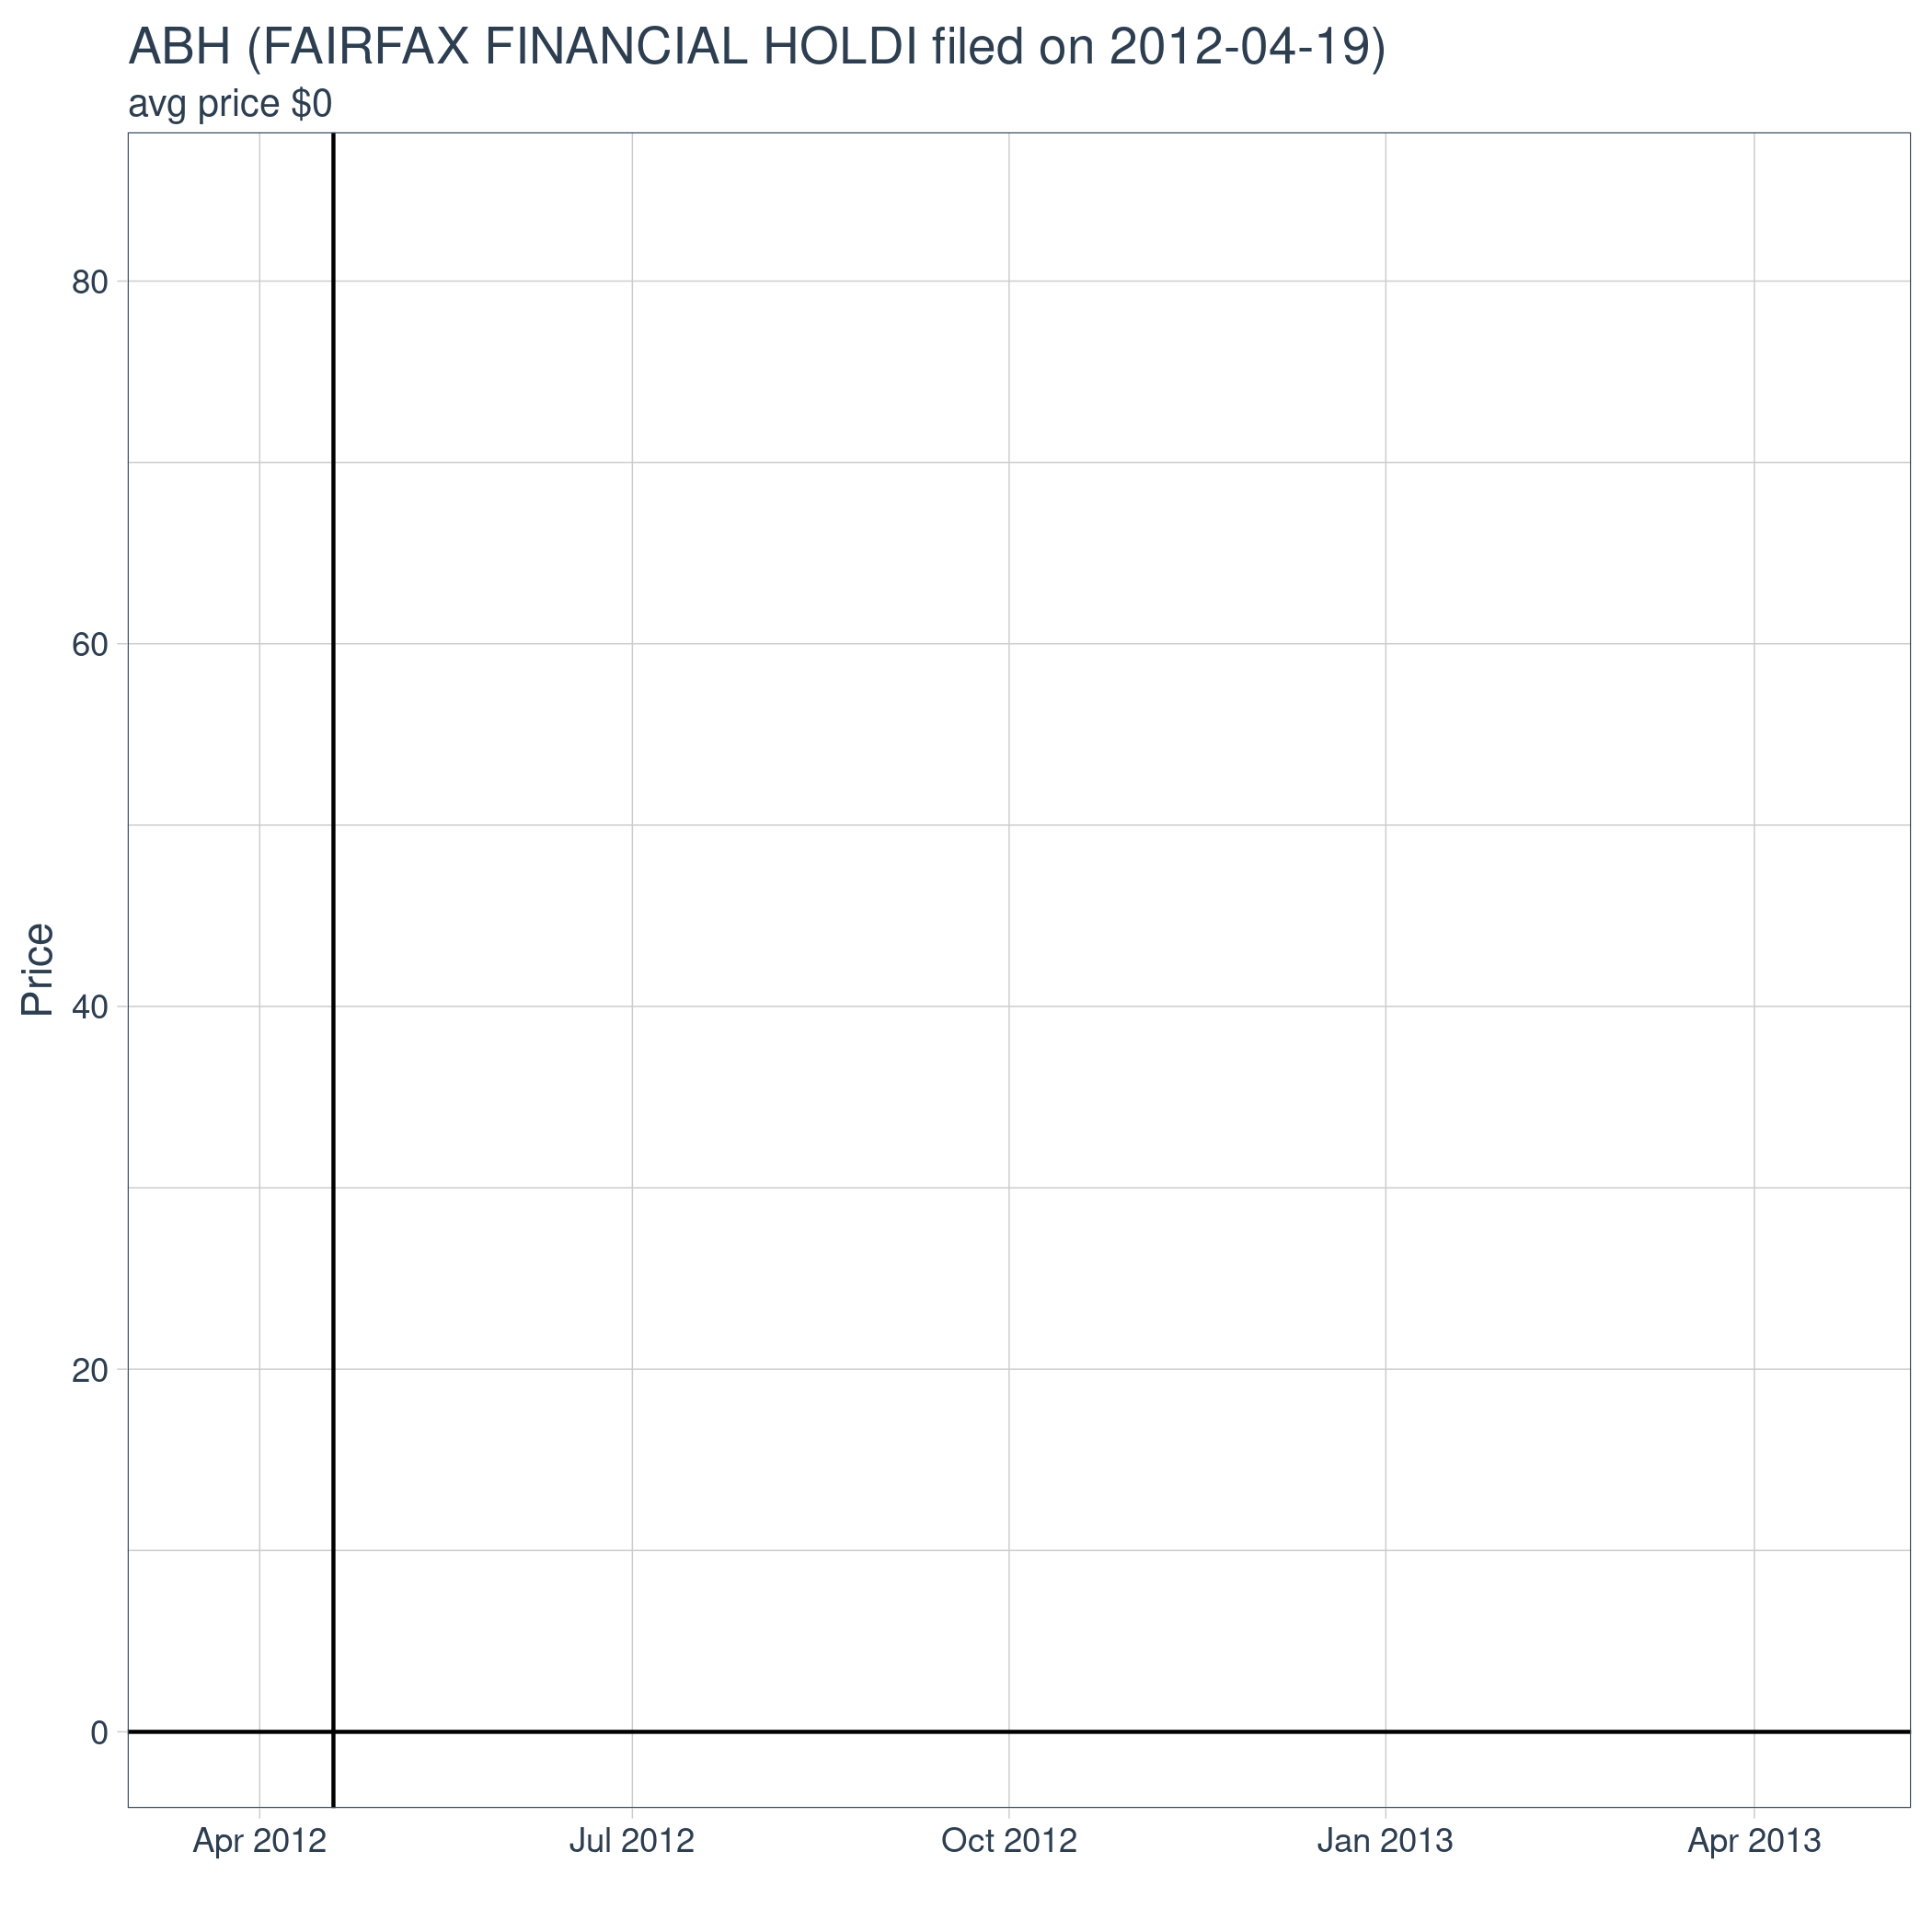 ABH (FAIRFAX FINANCIAL HOLDI filed on 2012-04-19)
avg price $0
Price
80
60
40
20
0
Apr 2012
Jul 2012
Oct 2012
Jan 2013
Apr 2013